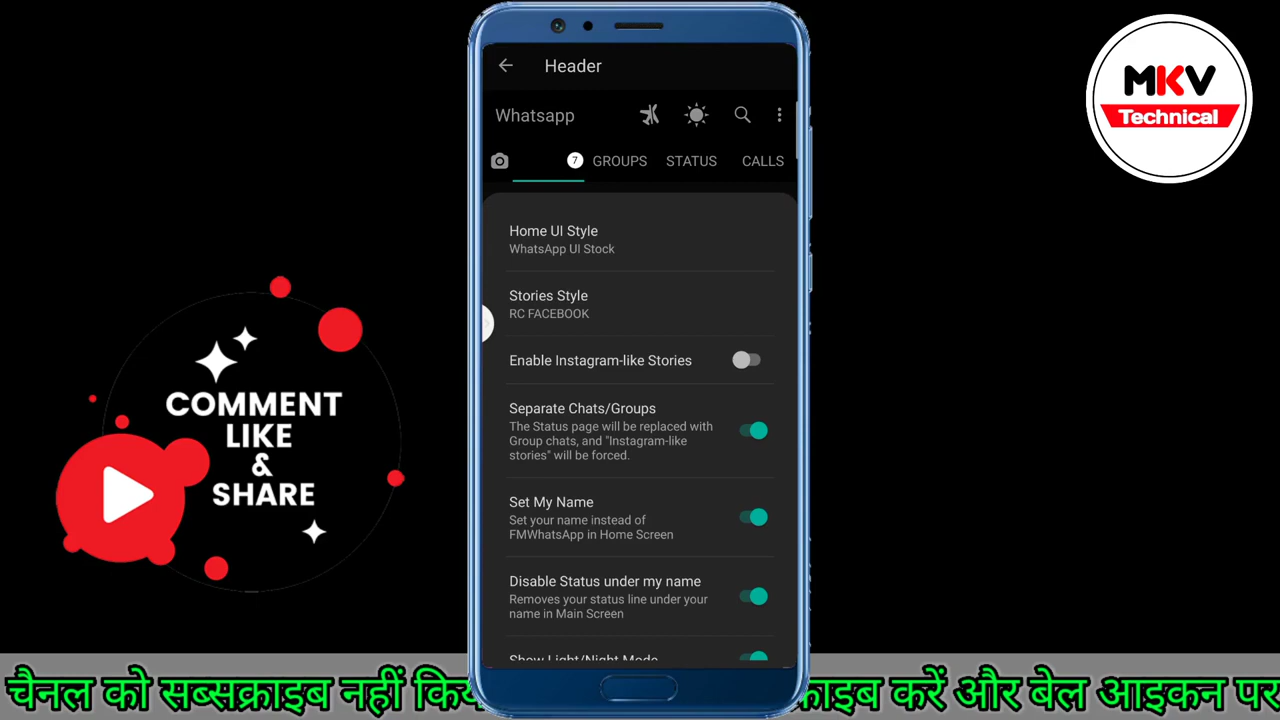 Header
Whatsapp
7 GROUPS STATUS CALLS
Home UI Style
WhatsApp UI Stock
Stories Style
RC FACEBOOK
Enable Instagram-like Stories
Separate Chats/Groups
The Status page will be replaced with
Group chats, and "Instagram-like
stories" will be forced.
Set My Name
Set your name instead of
FMWhatsApp in Home Screen
Disable Status under my name
Removes your status line under your
name in Main Screen
Show Light/Night Mode
MKV
Technical
COMMENT
LIKE
&
SHARE
चैनल को सब्सक्राइब नहीं करें और बेल आइकन पर